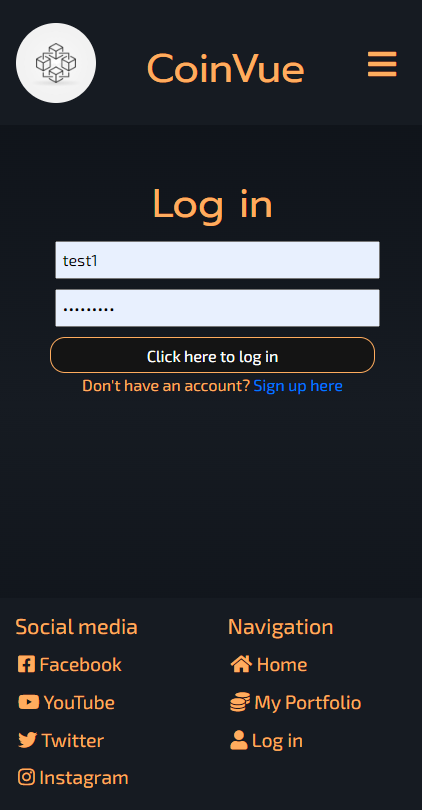 CoinVue
Log in
test1
•••••••••
Click here to log in
Don't have an account? Sign up here
Social media
Facebook
YouTube
Twitter
Instagram
Navigation
Home
My Portfolio
Log in